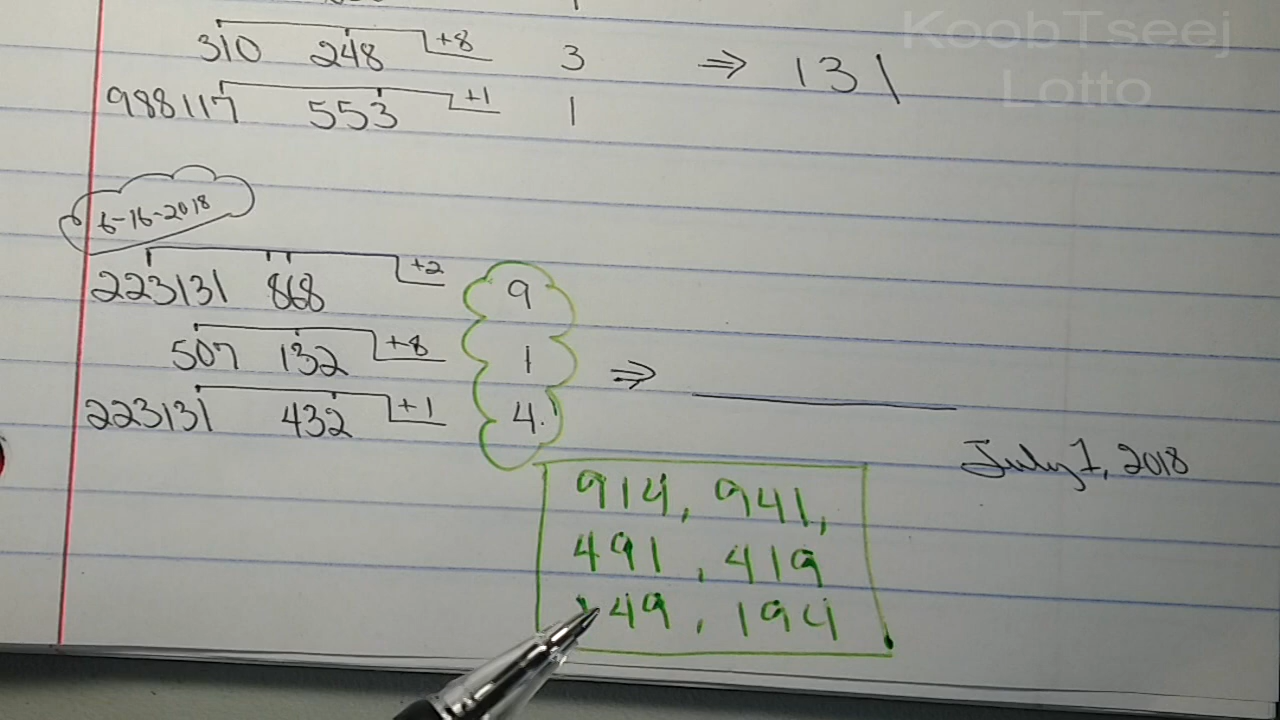 KoobTseej
Lotto
310 248 +8 3 ⇒ 131
988117 553 +1 1
6-16-2018
223131 868 +2 9
507 132 +8 1 ⇒
223131 432 +1 4
July 1, 2018
914, 941,
491, 419
149, 194